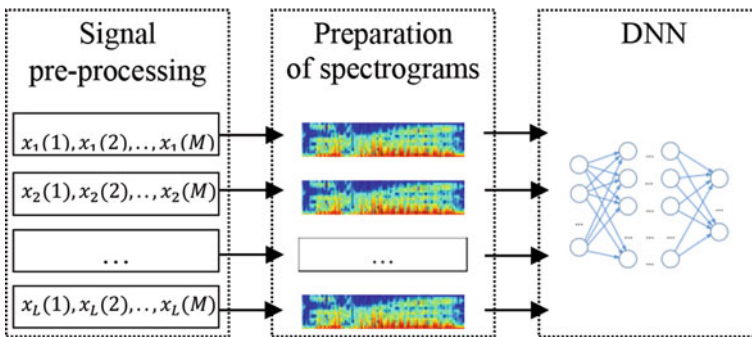 Signal
pre-processing
Preparation
of spectrograms
DNN
x₁(1), x₁(2), . . , x₁(M)
x₂(1), x₂(2), . . , x₂(M)
...
...
x_L(1), x_L(2), . . , x_L(M)
...
...
...
...
...
...
...
...